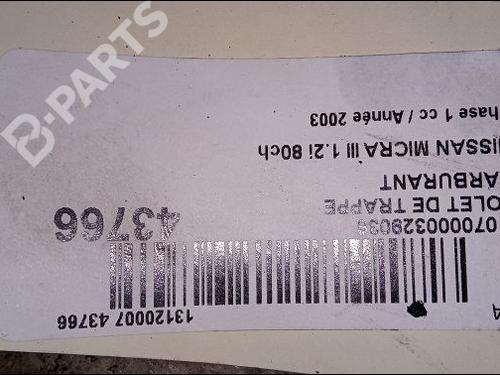 B-PARTS
A
13120007 43766
070000329036
43766
OLET DE TRAPPE
ARBURANT
ISSAN MICRA III 1.2i 80ch
hase 1 cc / Année 2003